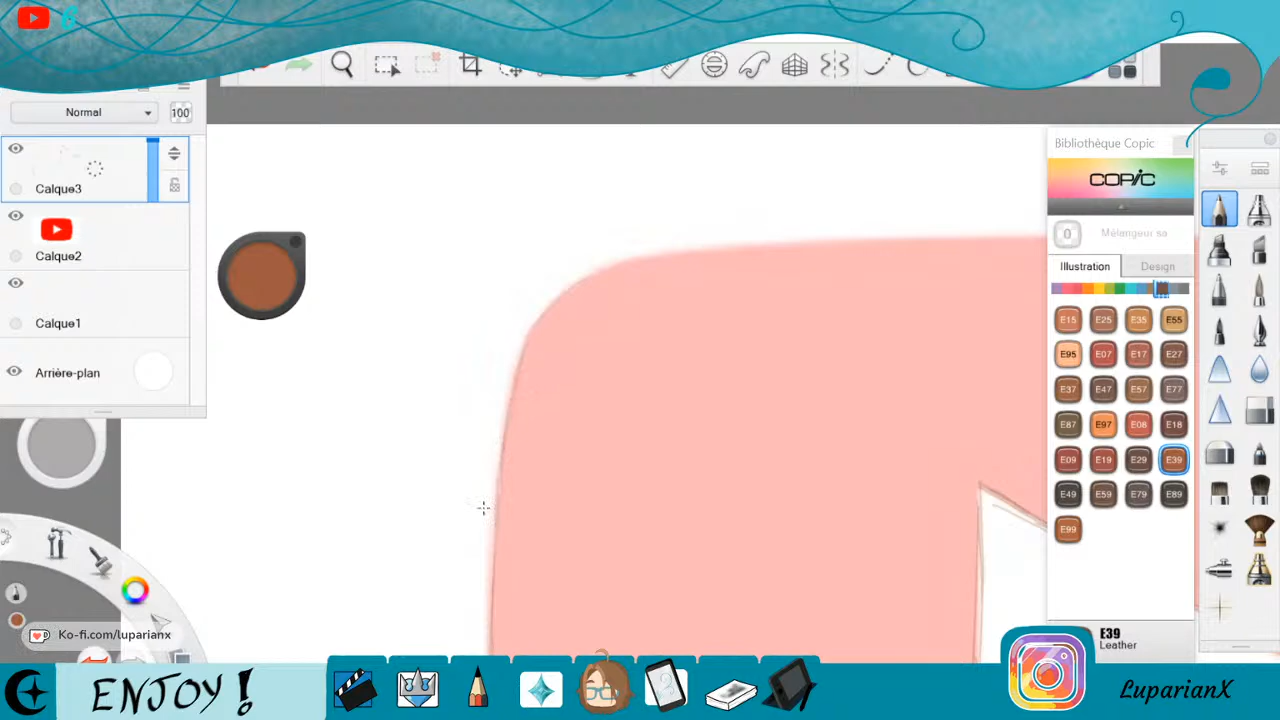 Normal
100
Calque3
Calque2
Calque1
Arrière-plan
Bibliothèque Copic
COPIC
0
Mélangeur sa
Illustration
Design
E15 E25 E35 E55
E95 E07 E17 E27
E37 E47 E57 E77
E87 E97 E08 E18
E09 E19 E29 E39
E49 E59 E79 E89
E99
E39
Leather
Ko-fi.com/luparianx
ENJOY !
LuparianX